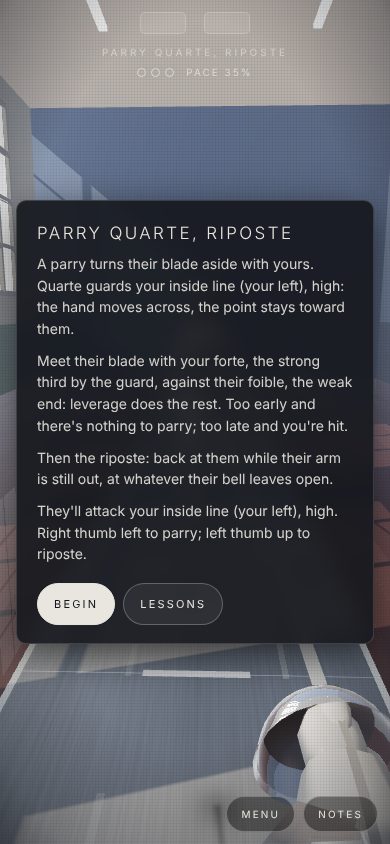 PARRY QUARTE, RIPOSTE
PACE 35%
PARRY QUARTE, RIPOSTE
A parry turns their blade aside with yours.
Quarte guards your inside line (your left), high:
the hand moves across, the point stays toward
them.
Meet their blade with your forte, the strong
third by the guard, against their foible, the weak
end: leverage does the rest. Too early and
there's nothing to parry; too late and you're hit.
Then the riposte: back at them while their arm
is still out, at whatever their bell leaves open.
They'll attack your inside line (your left), high.
Right thumb left to parry; left thumb up to
riposte.
BEGIN LESSONS
MENU NOTES